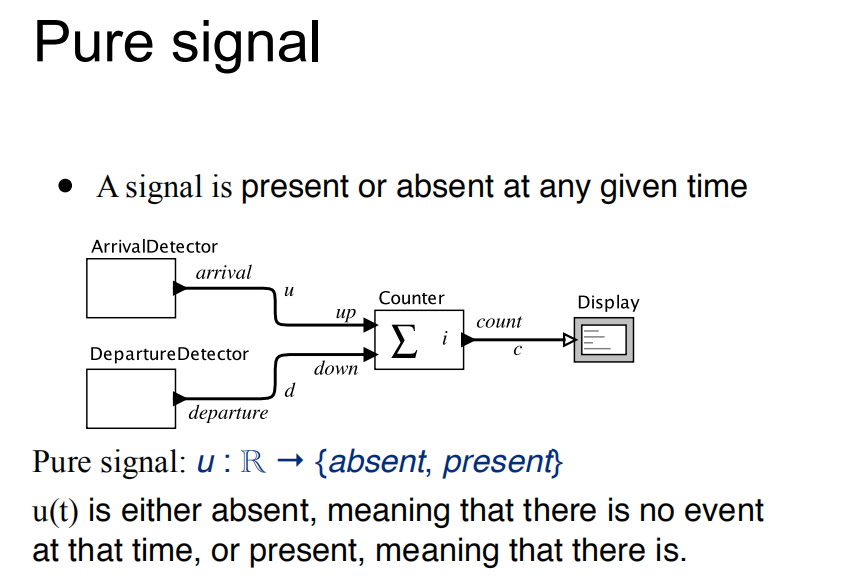 Pure signal
• A signal is present or absent at any given time
ArrivalDetector
arrival
u
up
Counter
Σ i
count
c
Display
DepartureDetector
down
d
departure
Pure signal: u : ℝ → {absent, present}
u(t) is either absent, meaning that there is no event
at that time, or present, meaning that there is.